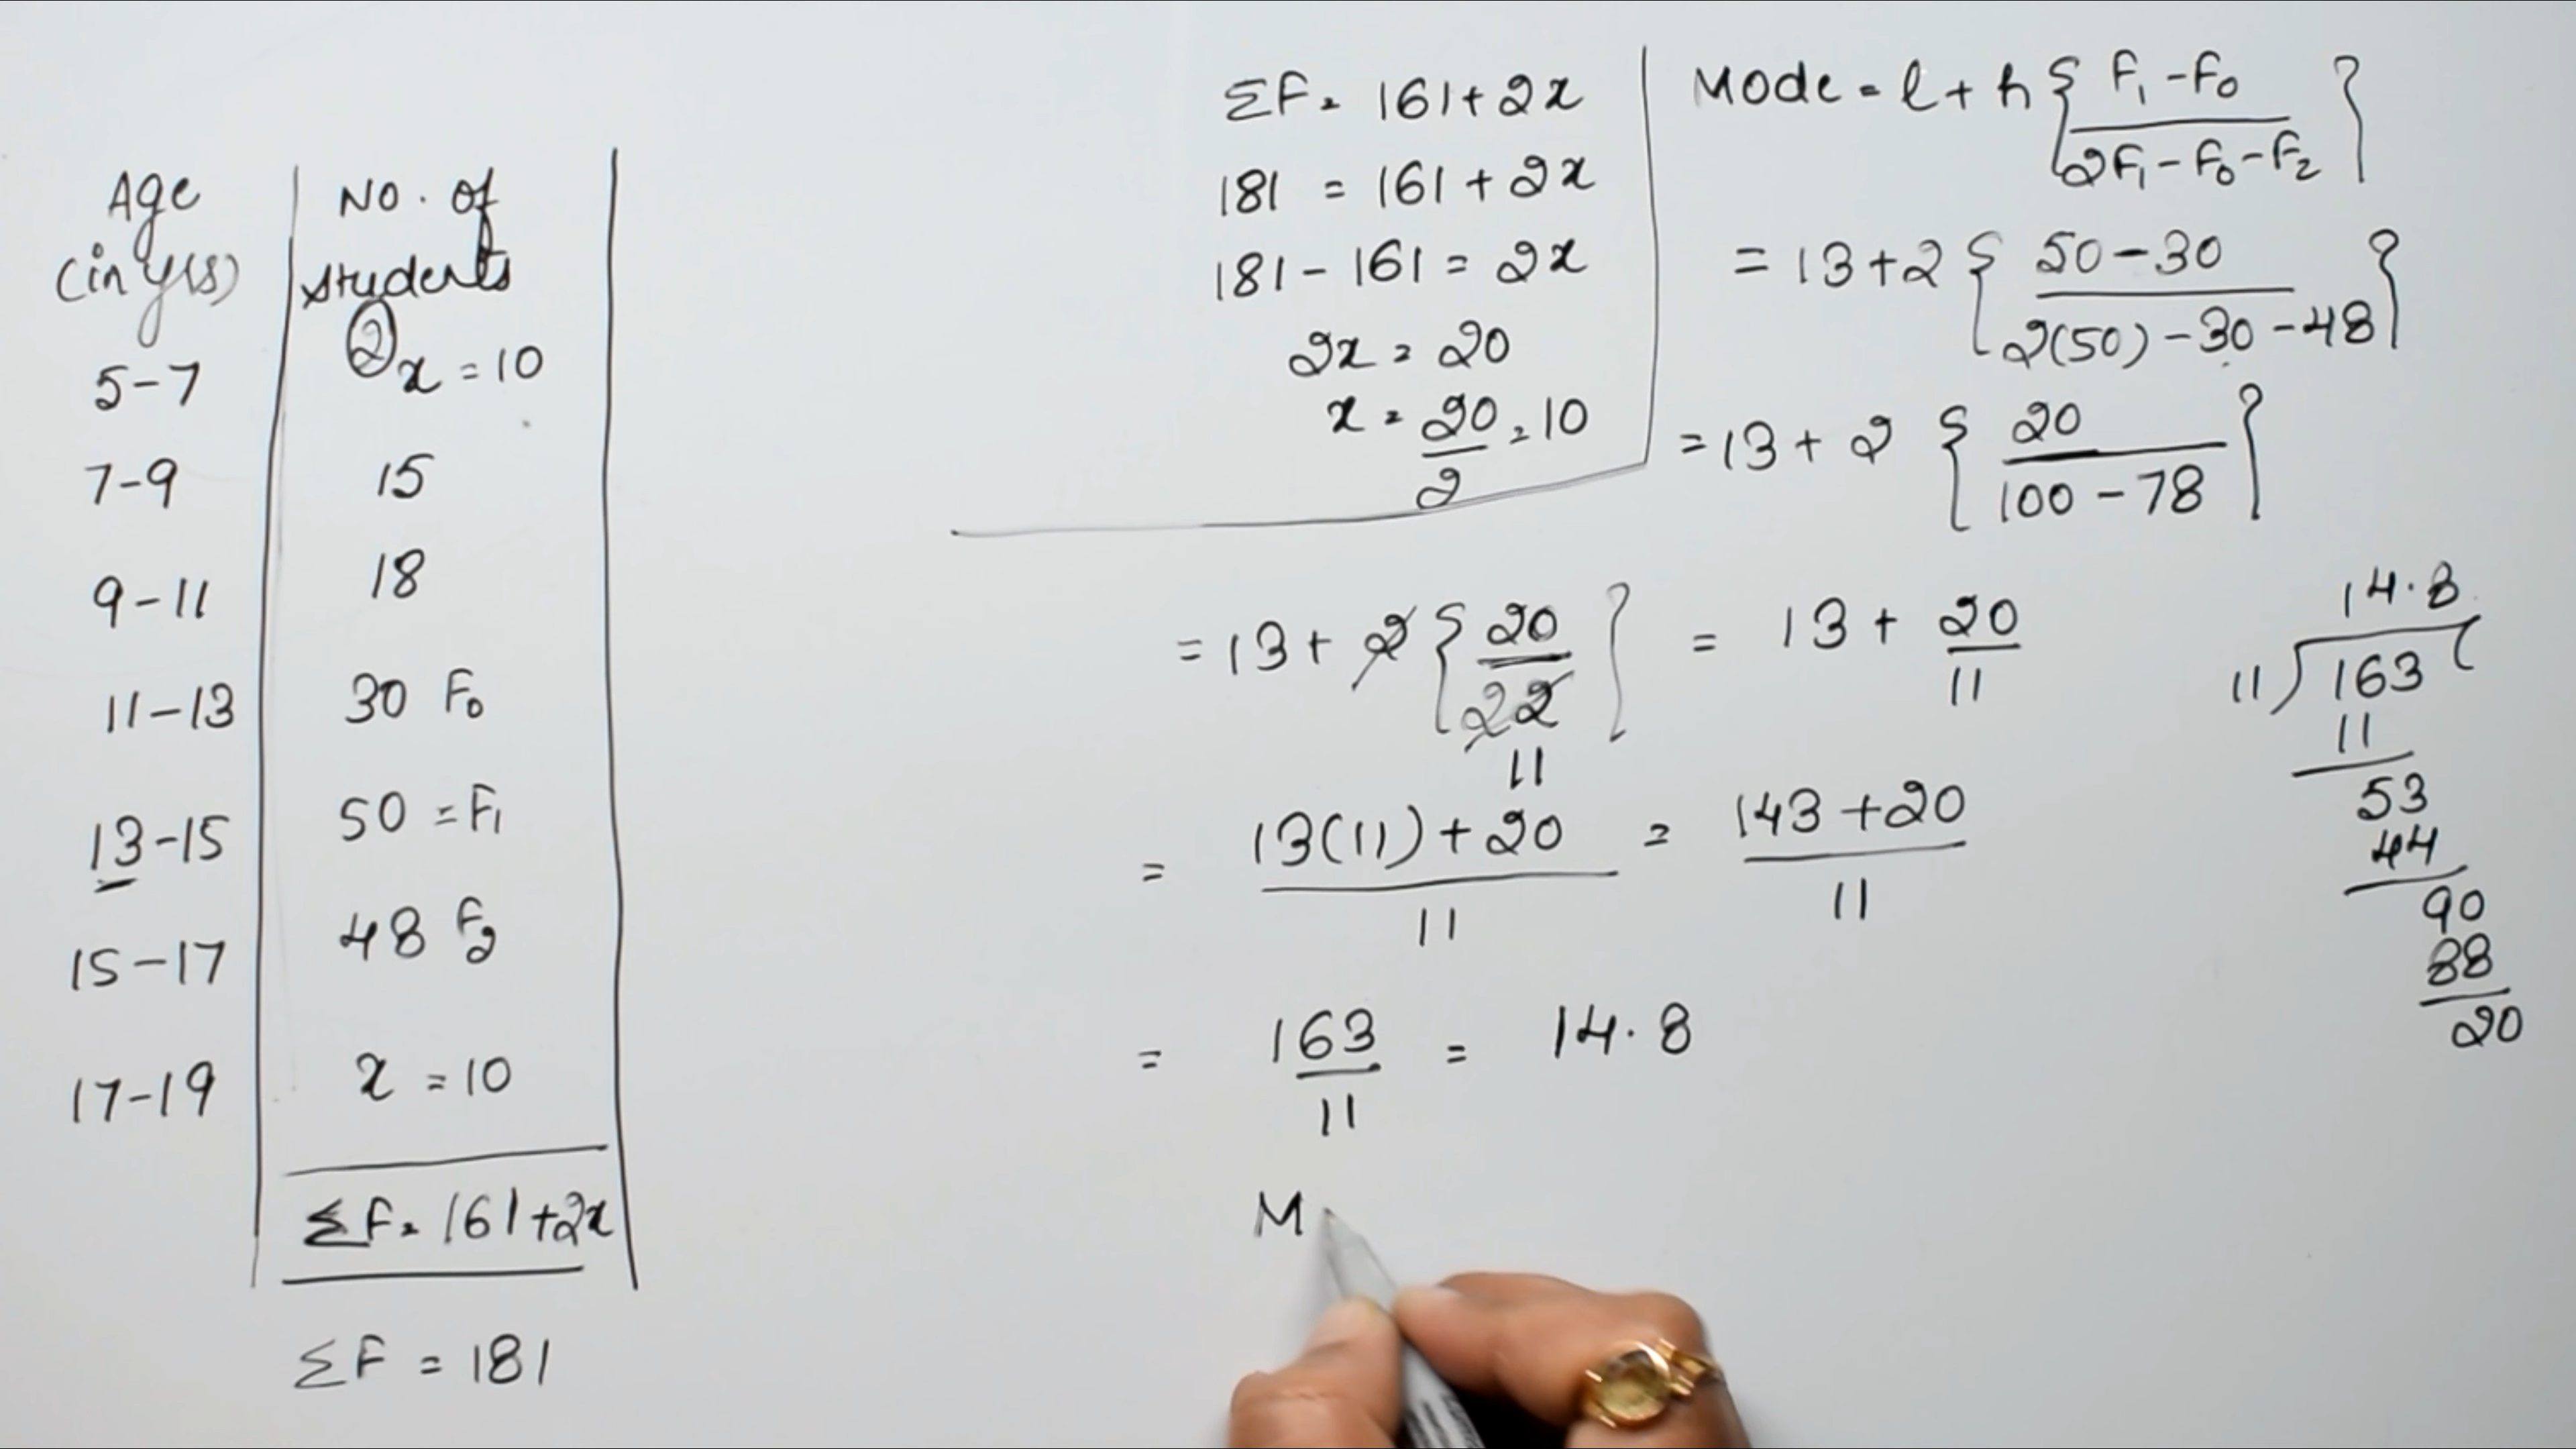 Age
(in yrs)
No. of
students
2
5-7
x = 10
7-9
15
9-11
18
11-13
30 F₀
13-15
50 = F₁
15-17
48 F₂
17-19
x = 10
ΣF = 161+2x
ΣF = 181
ΣF = 161+2x
181 = 161+2x
181 - 161 = 2x
2x = 20
x = 20/2 = 10
Mode = l + h { F₁ - F₀ / 2F₁ - F₀ - F₂ }
= 13+2 { 50-30 / 2(50)-30-48 }
= 13+2 { 20 / 100-78 }
= 13+2 { 20 / 22 } = 13 + 20/11
11
= 13(11)+20 / 11 = 143+20 / 11
= 163/11 = 14.8
M
14.8
11 ) 163 (
11
53
44
90
88
20